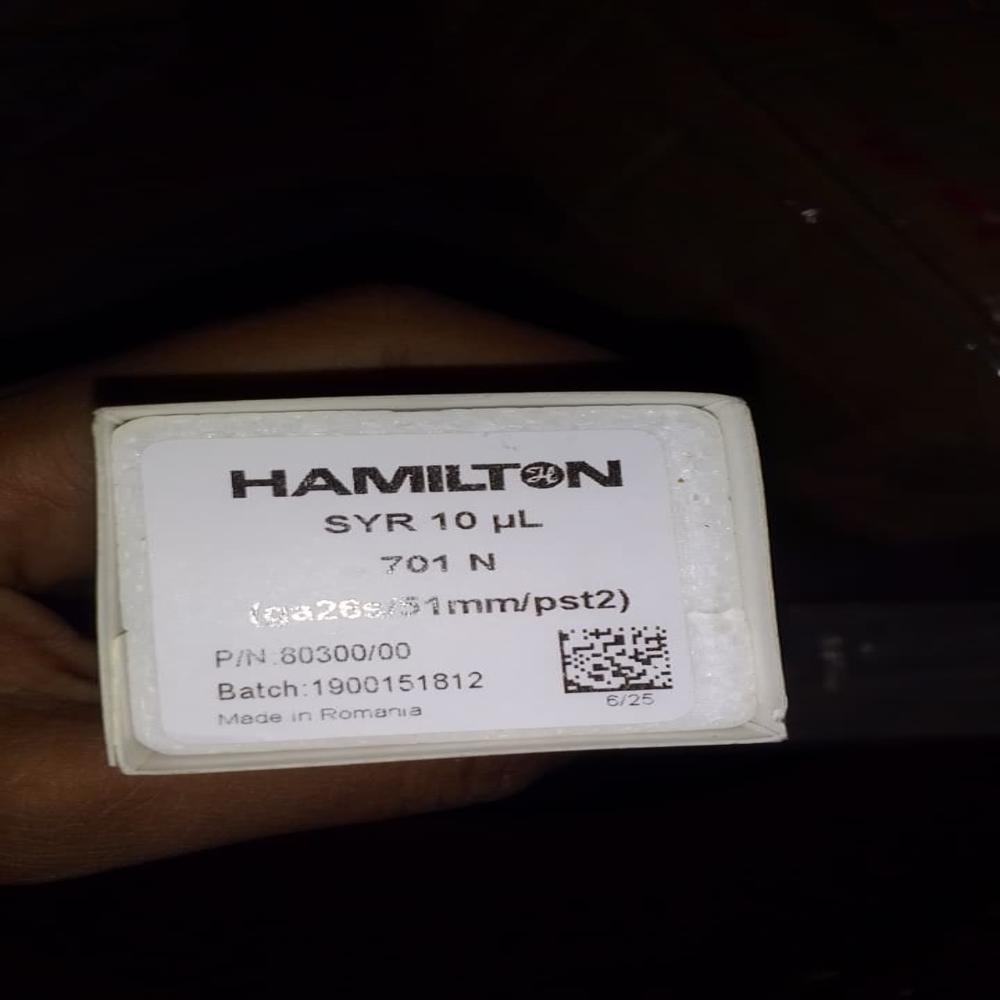 HAMILTON
SYR 10 µL
701 N
(ga26s/51mm/pst2)
P/N:80300/00
Batch:1900151812
Made in Romania
6/25